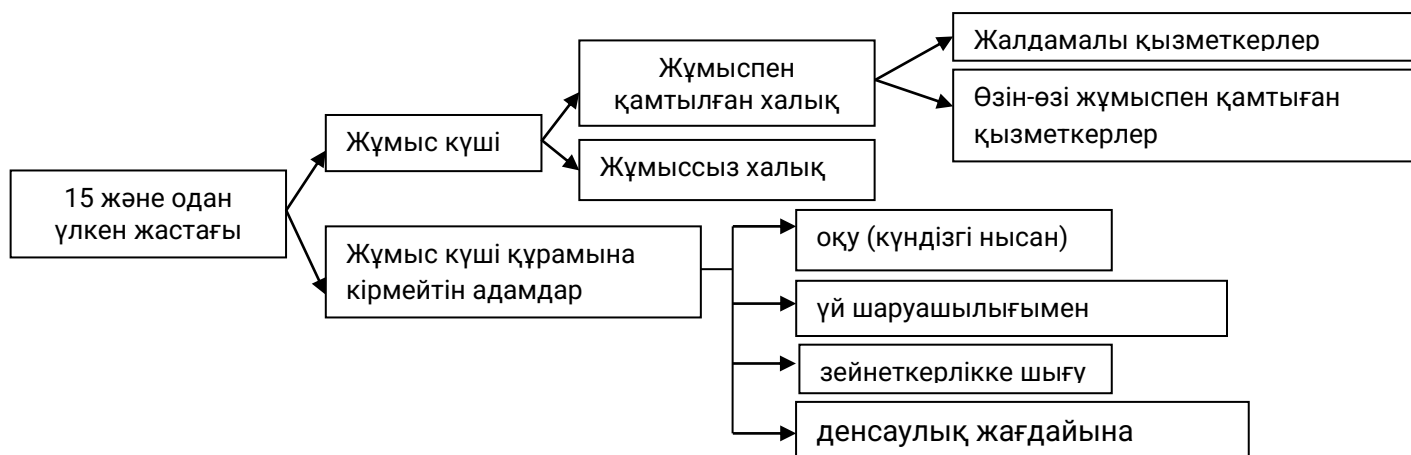 Жалдамалы қызметкерлер
Жұмыспен
қамтылған халық
Өзін-өзі жұмыспен қамтыған
қызметкерлер
Жұмыс күші
Жұмыссыз халық
15 және одан
үлкен жастағы
Жұмыс күші құрамына
кірмейтін адамдар
оқу (күндізгі нысан)
үй шаруашылығымен
зейнеткерлікке шығу
денсаулық жағдайына